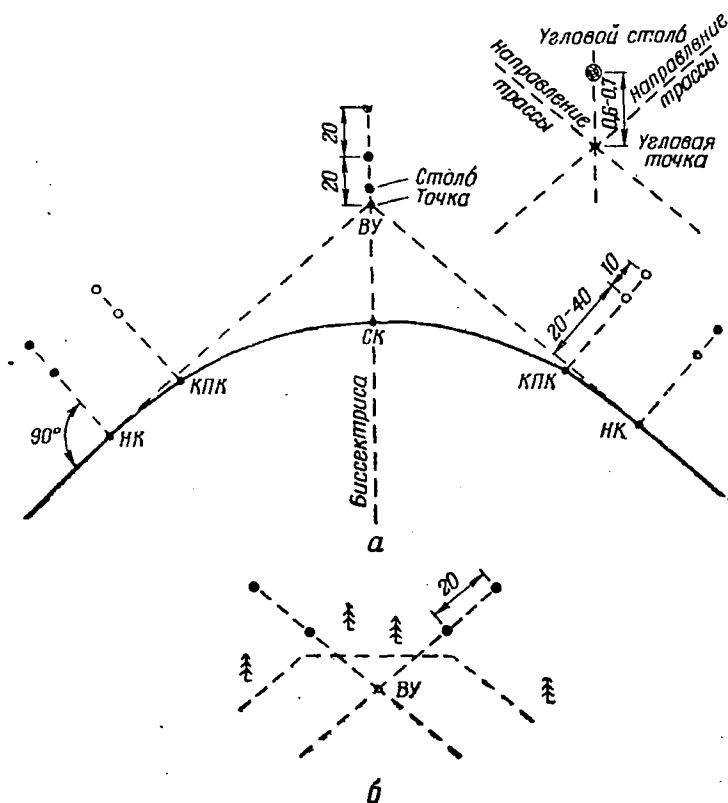 Угловой столб
направление
трассы
направление
трассы
0,6-0,7
Угловая
точка
20
20
Столб
Точка
ВУ
10
20-40
СК
КПК
КПК
90°
НК
НК
Биссектриса
а
20
ВУ
б